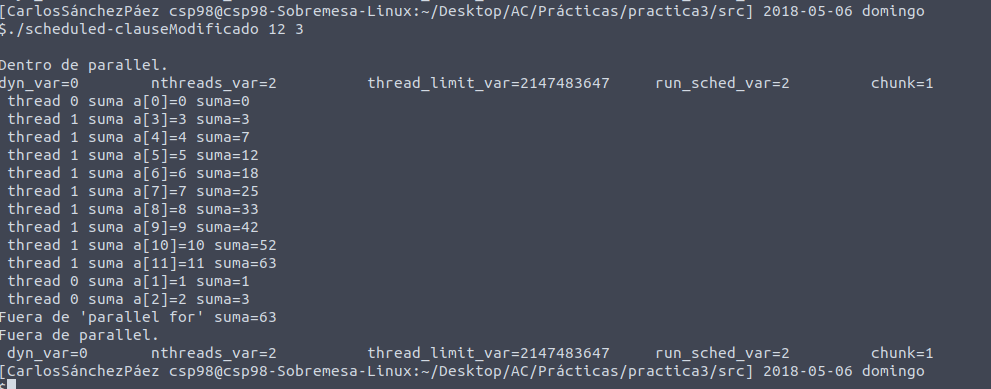 [CarlosSánchezPáez csp98@csp98-Sobremesa-Linux:~/Desktop/AC/Prácticas/practica3/src] 2018-05-06 domingo
$./scheduled-clauseModificado 12 3
Dentro de parallel.
dyn_var=0 nthreads_var=2 thread_limit_var=2147483647 run_sched_var=2 chunk=1
thread 0 suma a[0]=0 suma=0
thread 1 suma a[3]=3 suma=3
thread 1 suma a[4]=4 suma=7
thread 1 suma a[5]=5 suma=12
thread 1 suma a[6]=6 suma=18
thread 1 suma a[7]=7 suma=25
thread 1 suma a[8]=8 suma=33
thread 1 suma a[9]=9 suma=42
thread 1 suma a[10]=10 suma=52
thread 1 suma a[11]=11 suma=63
thread 0 suma a[1]=1 suma=1
thread 0 suma a[2]=2 suma=3
Fuera de 'parallel for' suma=63
Fuera de parallel.
dyn_var=0 nthreads_var=2 thread_limit_var=2147483647 run_sched_var=2 chunk=1
[CarlosSánchezPáez csp98@csp98-Sobremesa-Linux:~/Desktop/AC/Prácticas/practica3/src] 2018-05-06 domingo
$